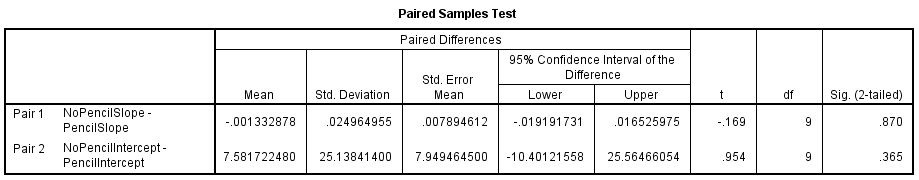 Paired Samples Test
Paired Differences
95% Confidence Interval of the
Difference
Mean Std. Deviation Std. Error
Mean Lower Upper t df Sig. (2-tailed)
Pair 1 NoPencilSlope -
PencilSlope -.001332878 .024964955 .007894612 -.019191731 .016525975 -.169 9 .870
Pair 2 NoPencilIntercept -
PencilIntercept 7.581722480 25.13841400 7.949464500 -10.40121558 25.56466054 .954 9 .365